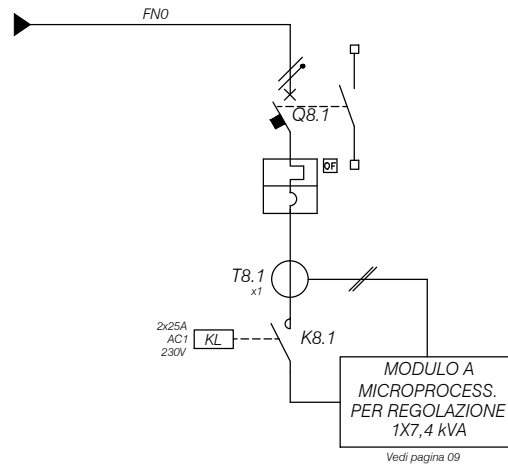 FN0
Q8.1
OF
T8.1
x1
2x25A
AC1
230V
KL
K8.1
MODULO A
MICROPROCESS.
PER REGOLAZIONE
1X7,4 kVA
Vedi pagina 09